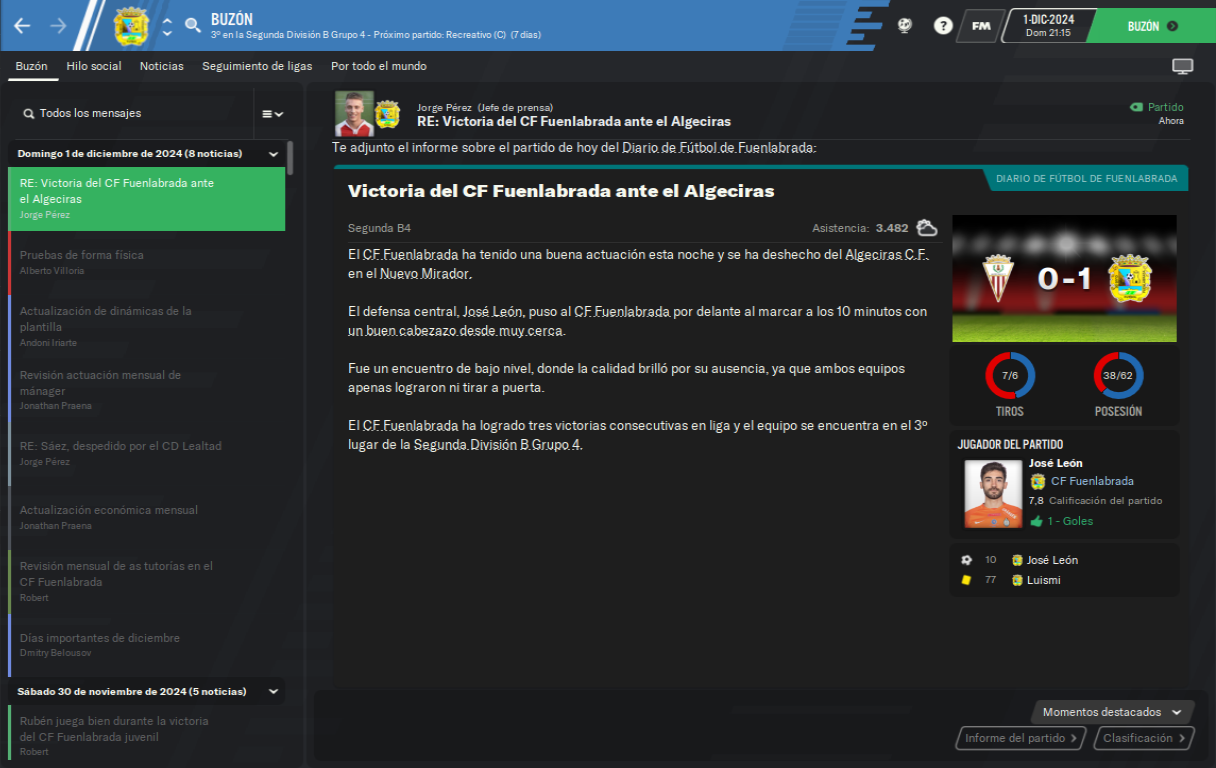 BUZÓN
3º en la Segunda División B Grupo 4 - Próximo partido: Recreativo (C) (7 días)
?
FM
1-DIC-2024
Dom 21:15
BUZÓN
Buzón
Hilo social
Noticias
Seguimiento de ligas
Por todo el mundo
Todos los mensajes
Domingo 1 de diciembre de 2024 (8 noticias)
RE: Victoria del CF Fuenlabrada ante
el Algeciras
Jorge Pérez
Pruebas de forma física
Alberto Villoria
Actualización de dinámicas de la
plantilla
Andoni Iriarte
Revisión actuación mensual de
mánager
Jonathan Praena
RE: Sáez, despedido por el CD Lealtad
Jorge Pérez
Actualización económica mensual
Jonathan Praena
Revisión mensual de as tutorías en el
CF Fuenlabrada
Robert
Días importantes de diciembre
Dmitry Belousov
Sábado 30 de noviembre de 2024 (5 noticias)
Rubén juega bien durante la victoria
del CF Fuenlabrada juvenil
Robert
Jorge Pérez (Jefe de prensa)
RE: Victoria del CF Fuenlabrada ante el Algeciras
Partido
Ahora
Te adjunto el informe sobre el partido de hoy del Diario de Fútbol de Fuenlabrada:
DIARIO DE FÚTBOL DE FUENLABRADA
Victoria del CF Fuenlabrada ante el Algeciras
Segunda B4
Asistencia: 3.482
El CF Fuenlabrada ha tenido una buena actuación esta noche y se ha deshecho del Algeciras C.F.
en el Nuevo Mirador.
El defensa central, José León, puso al CF Fuenlabrada por delante al marcar a los 10 minutos con
un buen cabezazo desde muy cerca.
Fue un encuentro de bajo nivel, donde la calidad brilló por su ausencia, ya que ambos equipos
apenas lograron ni tirar a puerta.
El CF Fuenlabrada ha logrado tres victorias consecutivas en liga y el equipo se encuentra en el 3º
lugar de la Segunda División B Grupo 4.
0-1
7/6
TIROS
38/62
POSESIÓN
JUGADOR DEL PARTIDO
José León
CF Fuenlabrada
7,8 Calificación del partido
1 - Goles
10 José León
77 Luismi
Momentos destacados
Informe del partido
Clasificación